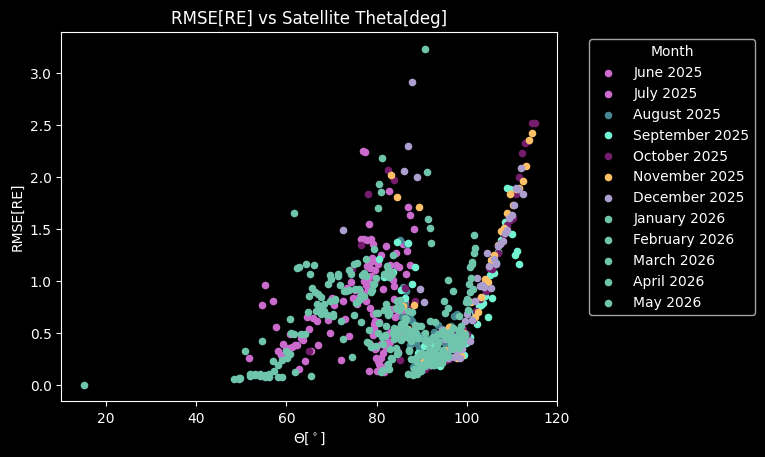 RMSE[RE] vs Satellite Theta[deg]
Month
June 2025
July 2025
August 2025
September 2025
October 2025
November 2025
December 2025
January 2026
February 2026
March 2026
April 2026
May 2026
RMSE[RE]
3.0
2.5
2.0
1.5
1.0
0.5
0.0
20 40 60 80 100 120
Θ[°]